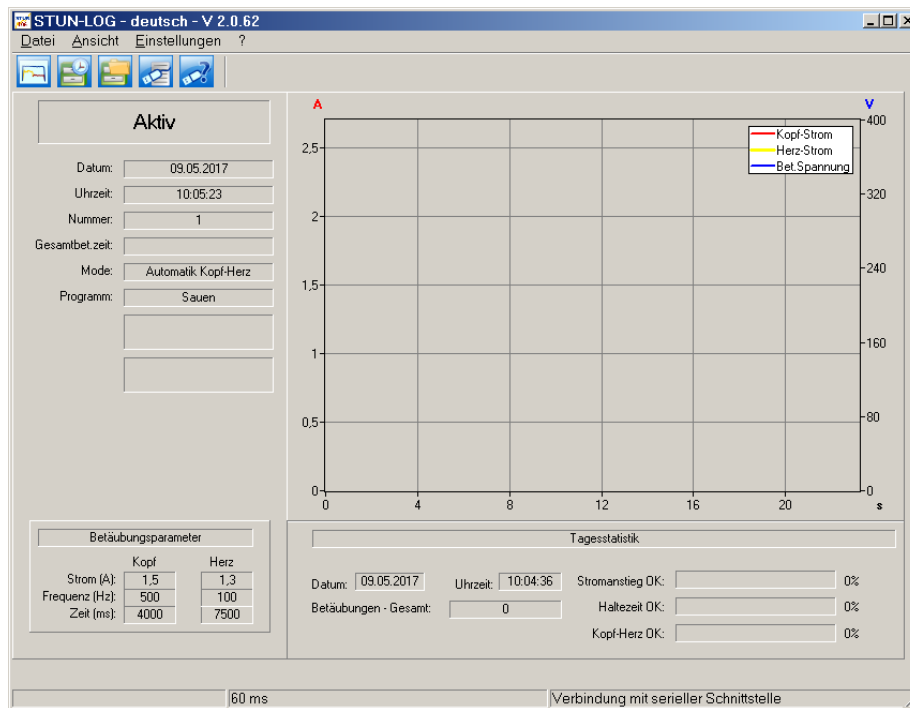 STUN-LOG - deutsch - V 2.0.62
Datei Ansicht Einstellungen ?
Aktiv
Datum: 09.05.2017
Uhrzeit: 10:05:23
Nummer: 1
Gesamtbet.zeit:
Mode: Automatik Kopf-Herz
Programm: Sauen
A
V
Kopf-Strom
Herz-Strom
Bet.Spannung
2,5
2
1,5
1
0,5
0
400
320
240
160
80
0
0 4 8 12 16 20 s
Betäubungsparameter
Kopf Herz
Strom (A): 1,5 1,3
Frequenz (Hz): 500 100
Zeit (ms): 4000 7500
Tagesstatistik
Datum: 09.05.2017 Uhrzeit: 10:04:36 Stromanstieg OK: 0%
Betäubungen - Gesamt: 0 Haltezeit OK: 0%
Kopf-Herz OK: 0%
60 ms Verbindung mit serieller Schnittstelle